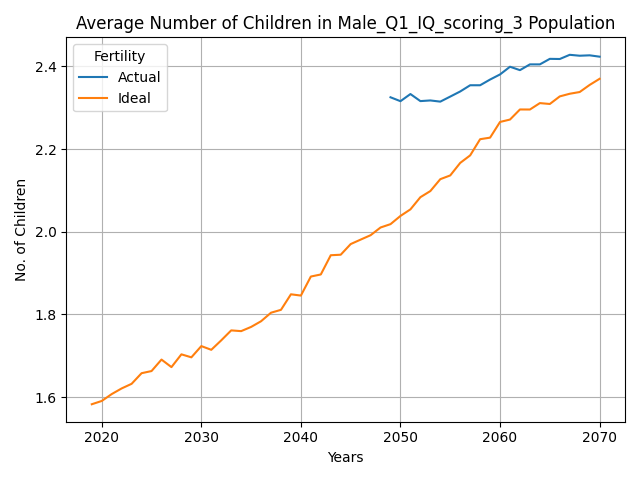 Average Number of Children in Male_Q1_IQ_scoring_3 Population
Fertility
Actual
Ideal
No. of Children
2.4
2.2
2.0
1.8
1.6
2020 2030 2040 2050 2060 2070
Years